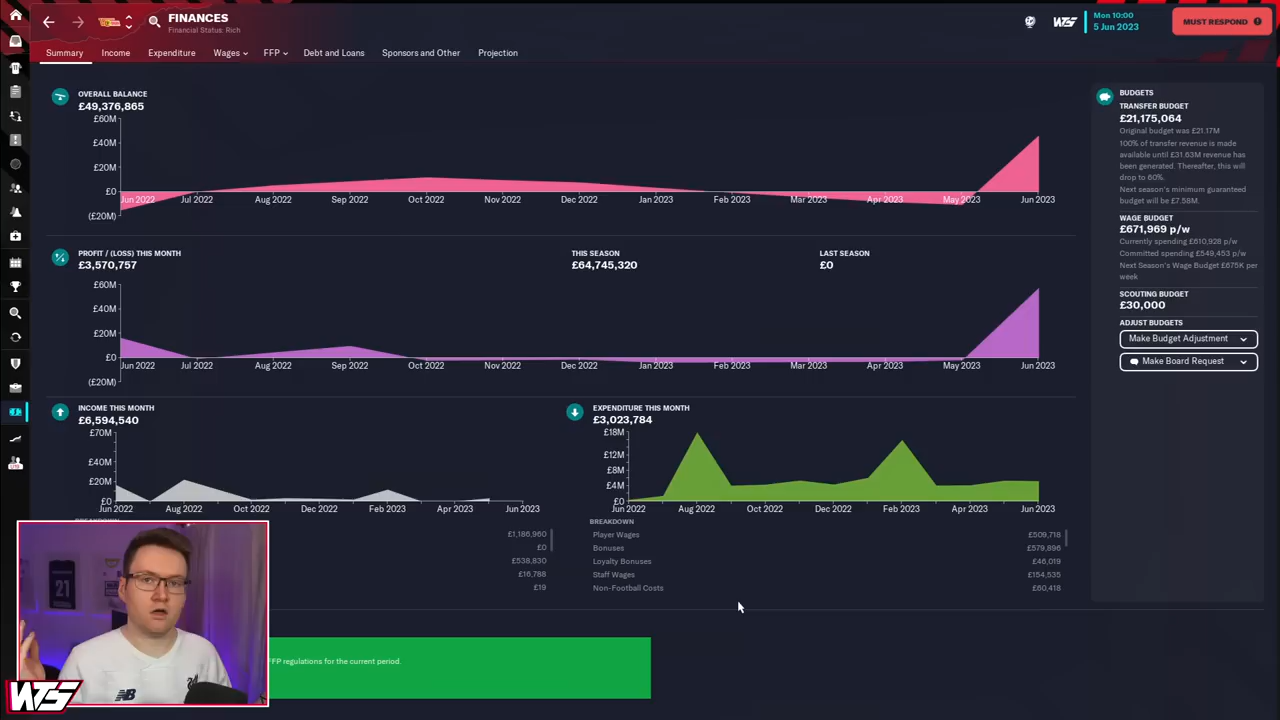 FINANCES
Financial Status: Rich
WTS
Mon 10:00
5 Jun 2023
MUST RESPOND
Summary
Income
Expenditure
Wages
FFP
Debt and Loans
Sponsors and Other
Projection
OVERALL BALANCE
£49,376,865
£60M
£40M
£20M
£0
(£20M)
Jun 2022
Jul 2022
Aug 2022
Sep 2022
Oct 2022
Nov 2022
Dec 2022
Jan 2023
Feb 2023
Mar 2023
Apr 2023
May 2023
Jun 2023
PROFIT / (LOSS) THIS MONTH
£3,570,757
THIS SEASON
£64,745,320
LAST SEASON
£0
£60M
£40M
£20M
£0
(£20M)
Jun 2022
Jul 2022
Aug 2022
Sep 2022
Oct 2022
Nov 2022
Dec 2022
Jan 2023
Feb 2023
Mar 2023
Apr 2023
May 2023
Jun 2023
INCOME THIS MONTH
£6,594,540
£70M
£40M
£20M
£0
Jun 2022
Aug 2022
Oct 2022
Dec 2022
Feb 2023
Apr 2023
Jun 2023
£1,186,960
£0
£538,830
£16,788
£19
EXPENDITURE THIS MONTH
£3,023,784
£18M
£12M
£8M
£4M
£0
Jun 2022
Aug 2022
Oct 2022
Dec 2022
Feb 2023
Apr 2023
Jun 2023
BREAKDOWN
Player Wages £509,718
Bonuses £579,896
Loyalty Bonuses £46,019
Staff Wages £154,535
Non-Football Costs £60,418
BUDGETS
TRANSFER BUDGET
£21,175,064
Original budget was £21.17M
100% of transfer revenue is made
available until £31.63M revenue has
been generated. Thereafter, this will
drop to 60%.
Next season's minimum guaranteed
budget will be £7.58M.
WAGE BUDGET
£671,969 p/w
Currently spending £610,928 p/w
Committed spending £549,453 p/w
Next Season's Wage Budget £675K per
week
SCOUTING BUDGET
£30,000
ADJUST BUDGETS
Make Budget Adjustment
Make Board Request
FFP regulations for the current period.
21
NB
WTS